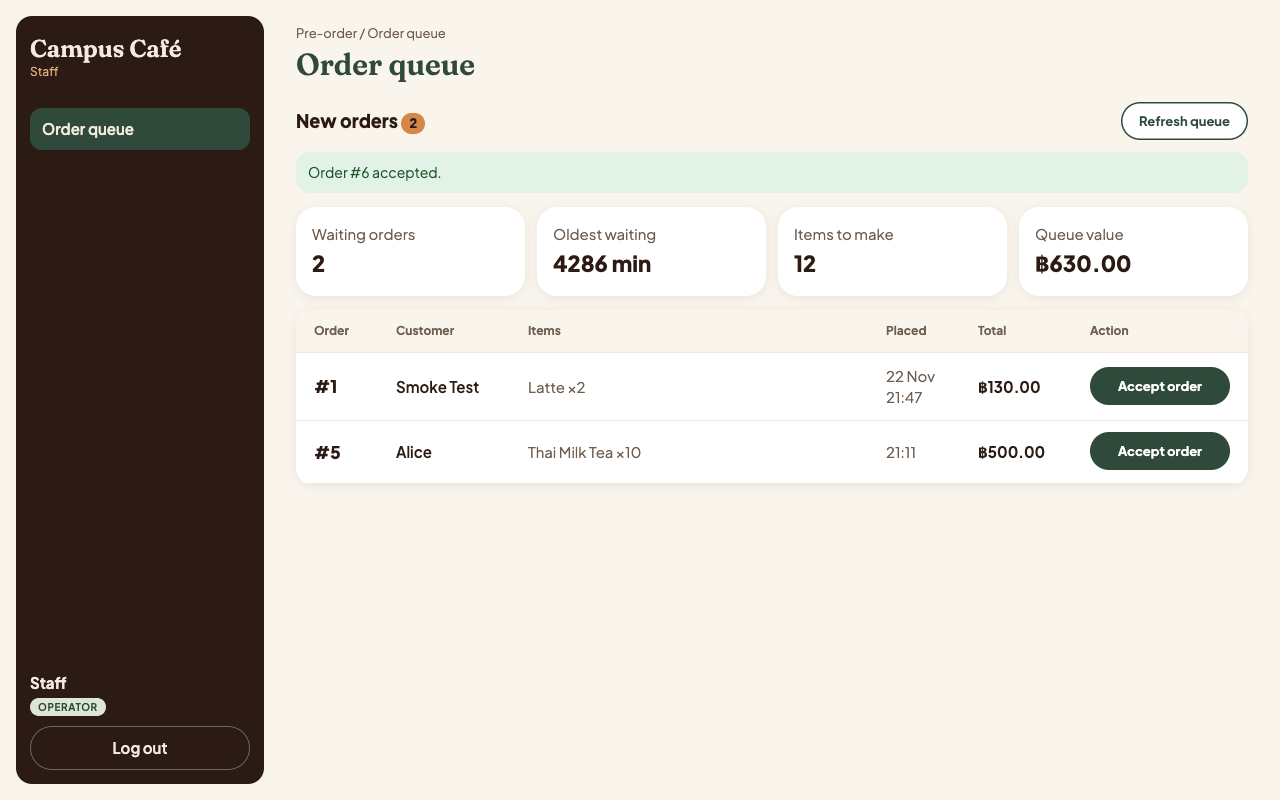 Campus Café
Staff
Order queue
Staff
OPERATOR
Log out
Pre-order / Order queue
Order queue
New orders 2
Refresh queue
Order #6 accepted.
Waiting orders
2
Oldest waiting
4286 min
Items to make
12
Queue value
฿630.00
Order Customer Items Placed Total Action
#1 Smoke Test Latte ×2 22 Nov 21:47 ฿130.00 Accept order
#5 Alice Thai Milk Tea ×10 21:11 ฿500.00 Accept order